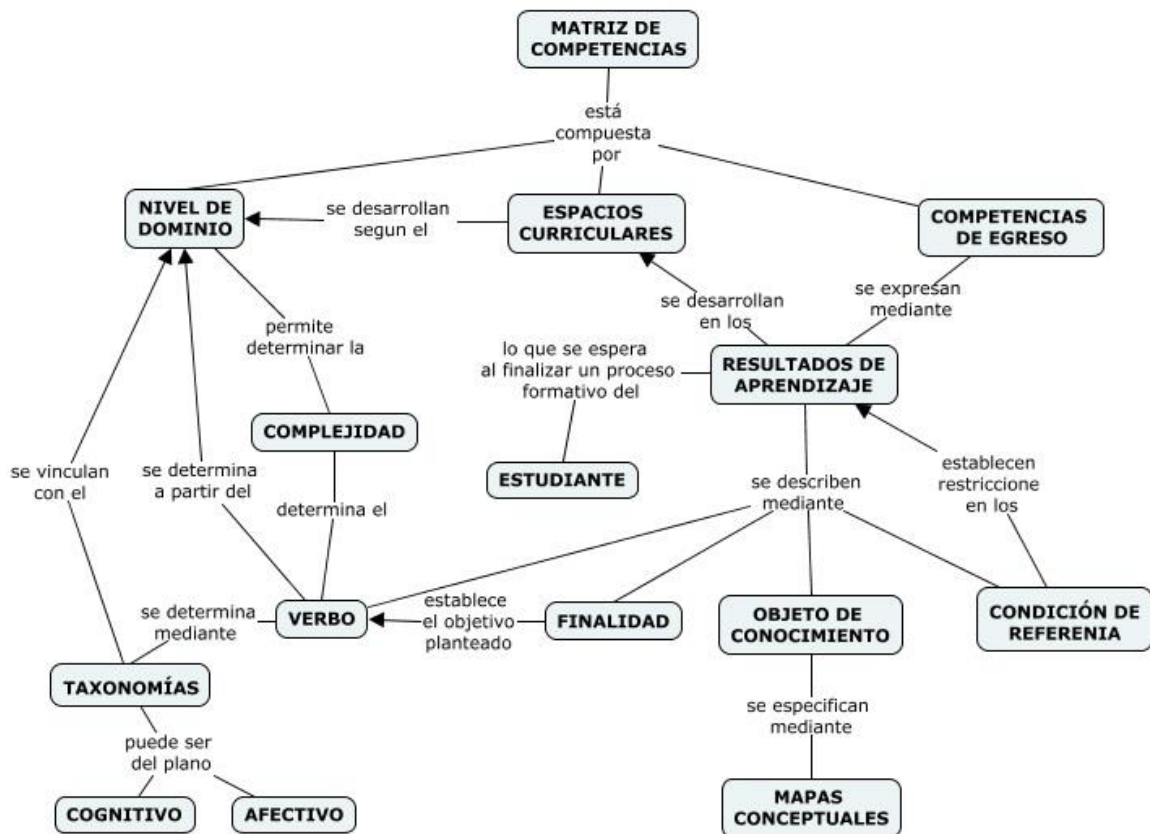 MATRIZ DE
COMPETENCIAS
está
compuesta
por
NIVEL DE
DOMINIO
se desarrollan
segun el
ESPACIOS
CURRICULARES
COMPETENCIAS
DE EGRESO
se desarrollan
en los
se expresan
mediante
permite
determinar la
lo que se espera
al finalizar un proceso
formativo del
RESULTADOS DE
APRENDIZAJE
COMPLEJIDAD
ESTUDIANTE
se vinculan
con el
se determina
a partir del
determina el
se describen
mediante
establecen
restriccione
en los
se determina
mediante
VERBO
establece
el objetivo
planteado
FINALIDAD
OBJETO DE
CONOCIMIENTO
CONDICIÓN DE
REFERENIA
TAXONOMÍAS
se especifican
mediante
puede ser
del plano
COGNITIVO
AFECTIVO
MAPAS
CONCEPTUALES